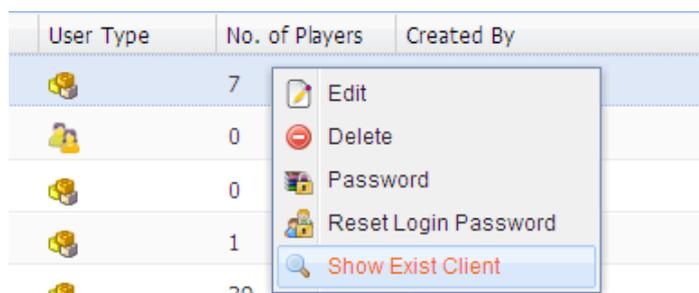 User Type No. of Players Created By
7
Edit
0
Delete
0
Password
Reset Login Password
1
Show Exist Client